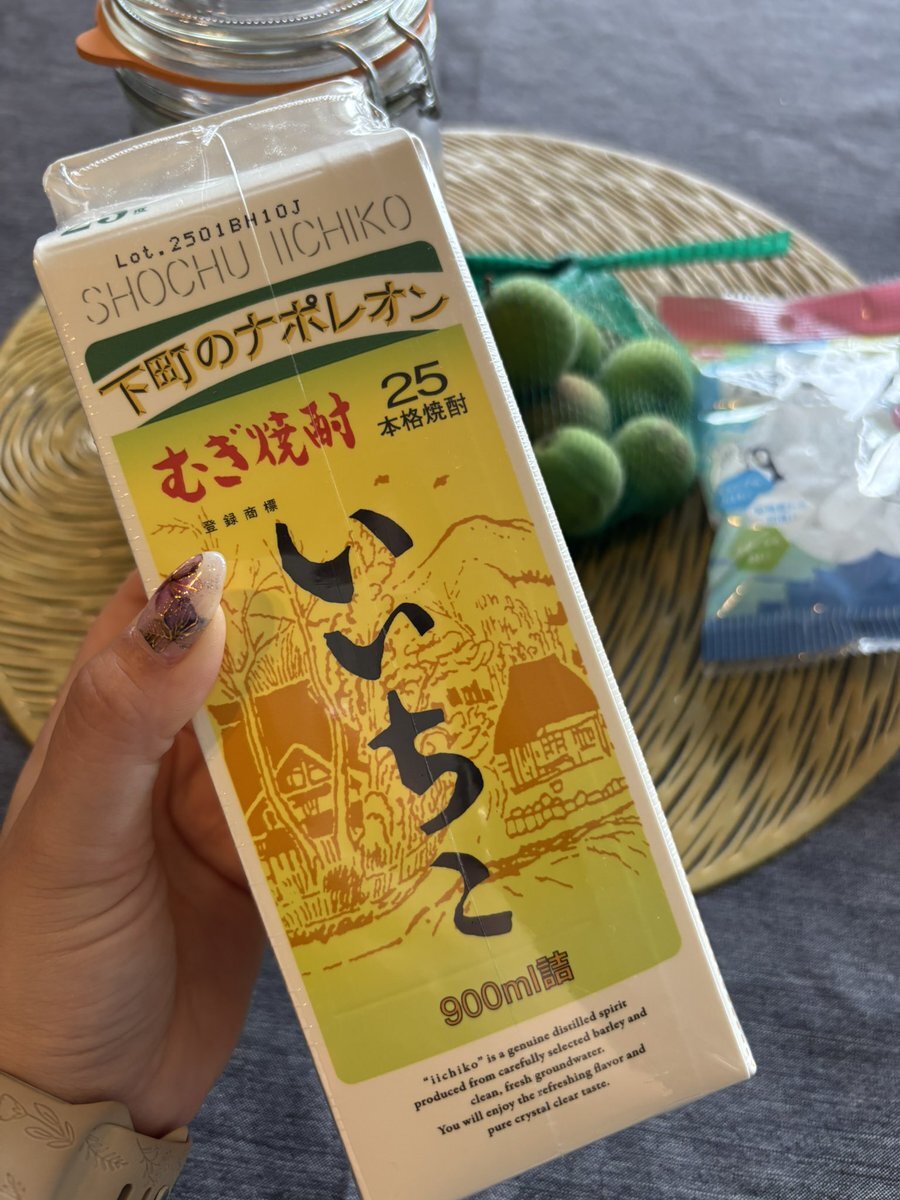 25度
Lot.2501BH10J
SHOCHU IICHIKO
下町のナポレオン
むぎ焼酎
25
本格焼酎
登録商標
いいちこ
900ml詰
"iichiko" is a genuine distilled spirit
produced from carefully selected barley and
clean, fresh groundwater.
You will enjoy the refreshing flavor and
pure crystal clear taste.